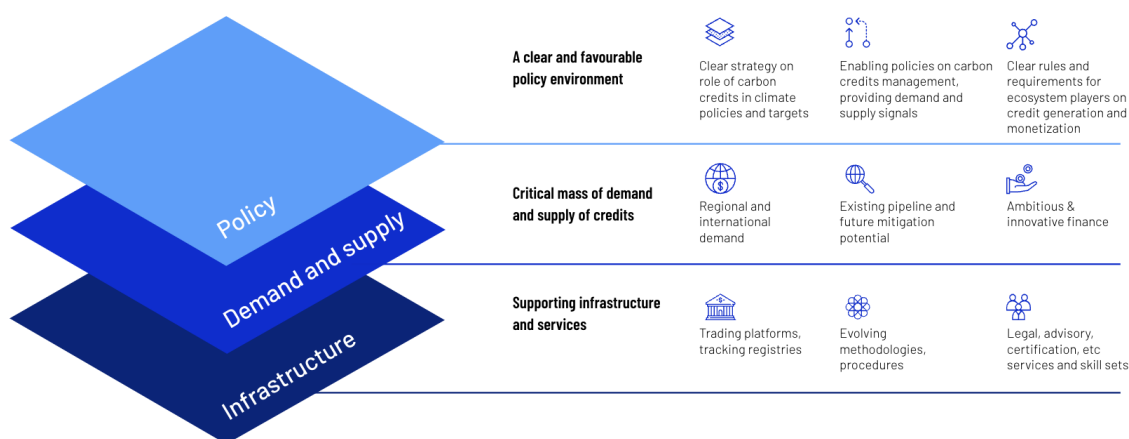 Policy
A clear and favourable
policy environment
Clear strategy on
role of carbon
credits in climate
policies and targets
Enabling policies on carbon
credits management,
providing demand and
supply signals
Clear rules and
requirements for
ecosystem players on
credit generation and
monetization
Demand and supply
Critical mass of demand
and supply of credits
$
Regional and
international
demand
Existing pipeline and
future mitigation
potential
Ambitious &
innovative finance
Infrastructure
Supporting infrastructure
and services
Trading platforms,
tracking registries
Evolving
methodologies,
procedures
Legal, advisory,
certification, etc
services and skill sets